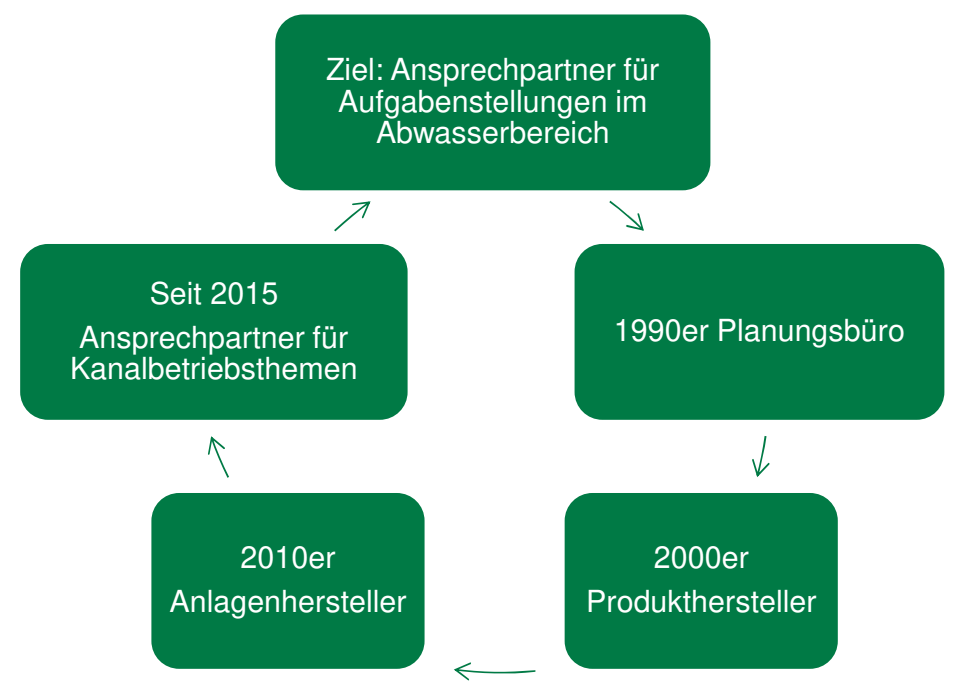 Ziel: Ansprechpartner für
Aufgabenstellungen im
Abwasserbereich
1990er Planungsbüro
2000er
Produkthersteller
2010er
Anlagenhersteller
Seit 2015
Ansprechpartner für
Kanalbetriebsthemen